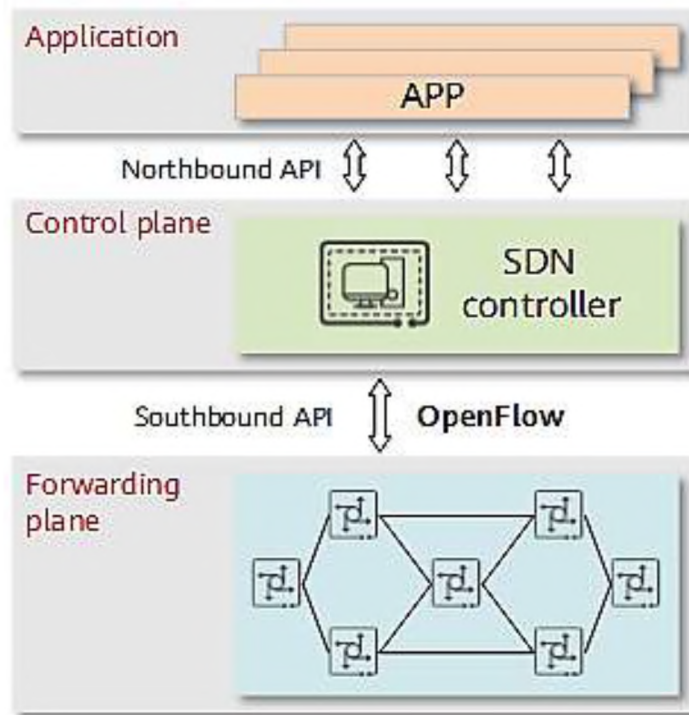 Application
APP
Northbound API
Control plane
SDN
controller
Southbound API OpenFlow
Forwarding
plane